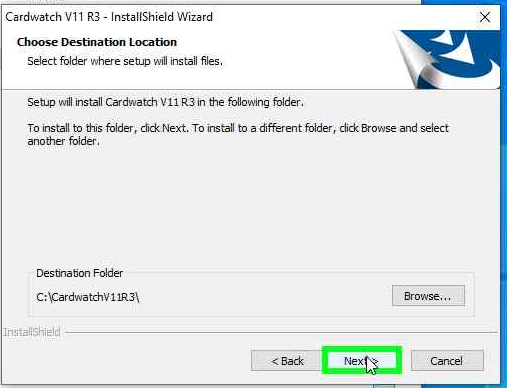 Cardwatch V11 R3 - InstallShield Wizard
Choose Destination Location
Select folder where setup will install files.
Setup will install Cardwatch V11 R3 in the following folder.
To install to this folder, click Next. To install to a different folder, click Browse and select
another folder.
Destination Folder
C:\CardwatchV11R3\
Browse...
InstallShield
< Back
Next >
Cancel